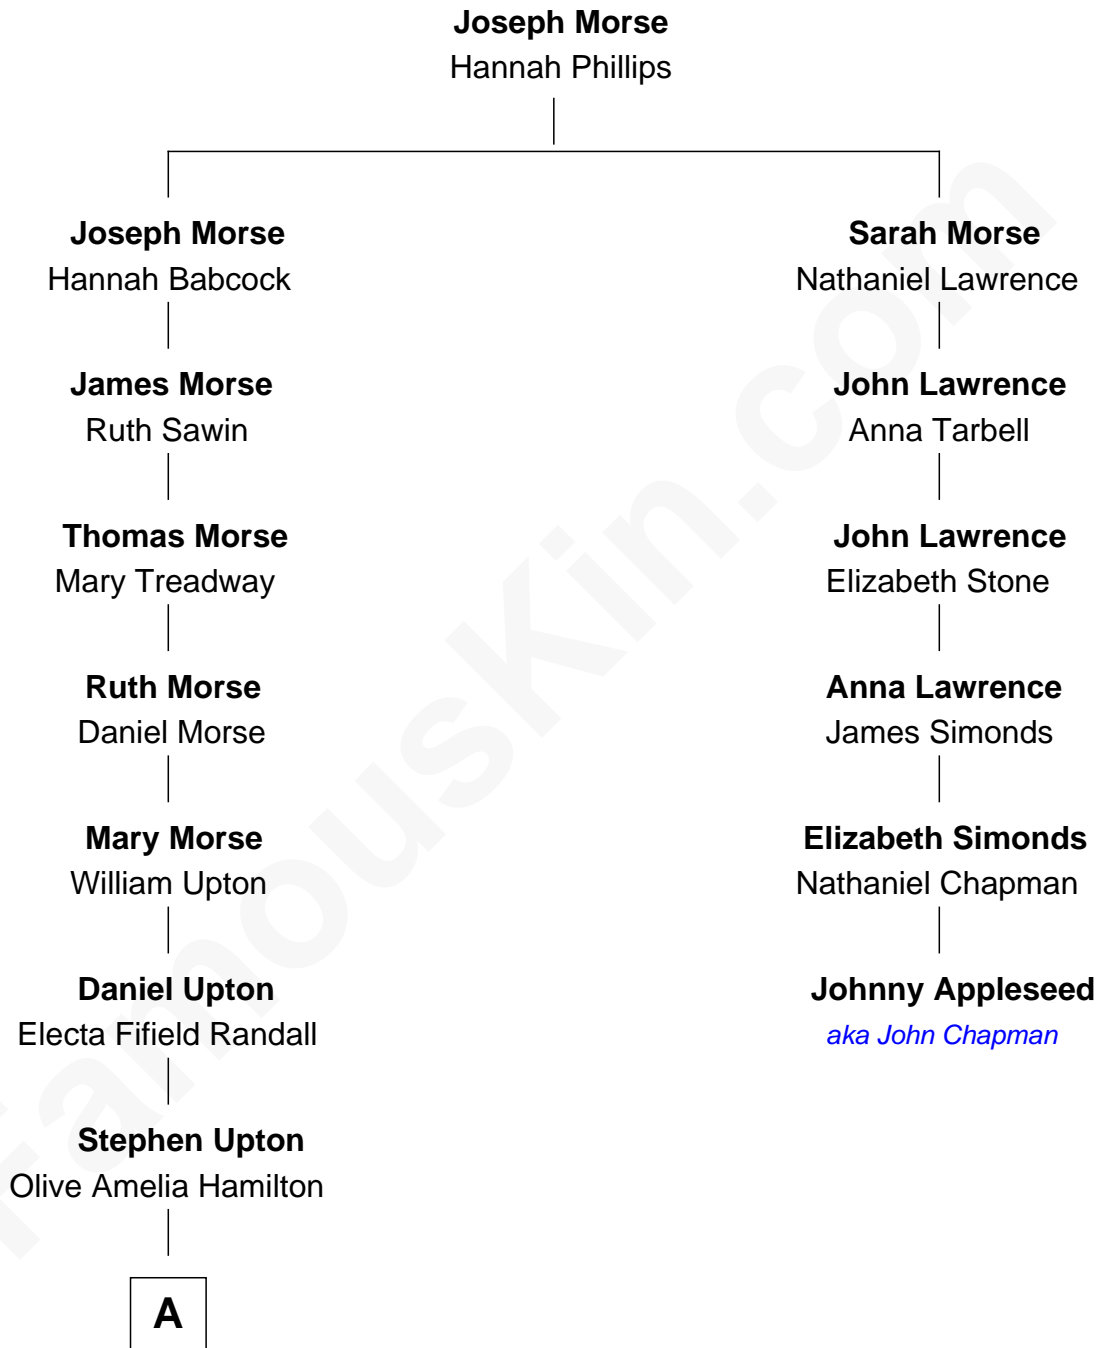 Joseph Morse
Hannah Phillips
Joseph Morse
Hannah Babcock
James Morse
Ruth Sawin
Thomas Morse
Mary Treadway
Ruth Morse
Daniel Morse
Mary Morse
William Upton
Daniel Upton
Electa Fifield Randall
Stephen Upton
Olive Amelia Hamilton
A
Sarah Morse
Nathaniel Lawrence
John Lawrence
Anna Tarbell
John Lawrence
Elizabeth Stone
Anna Lawrence
James Simonds
Elizabeth Simonds
Nathaniel Chapman
Johnny Appleseed
aka John Chapman
FamousKin.com